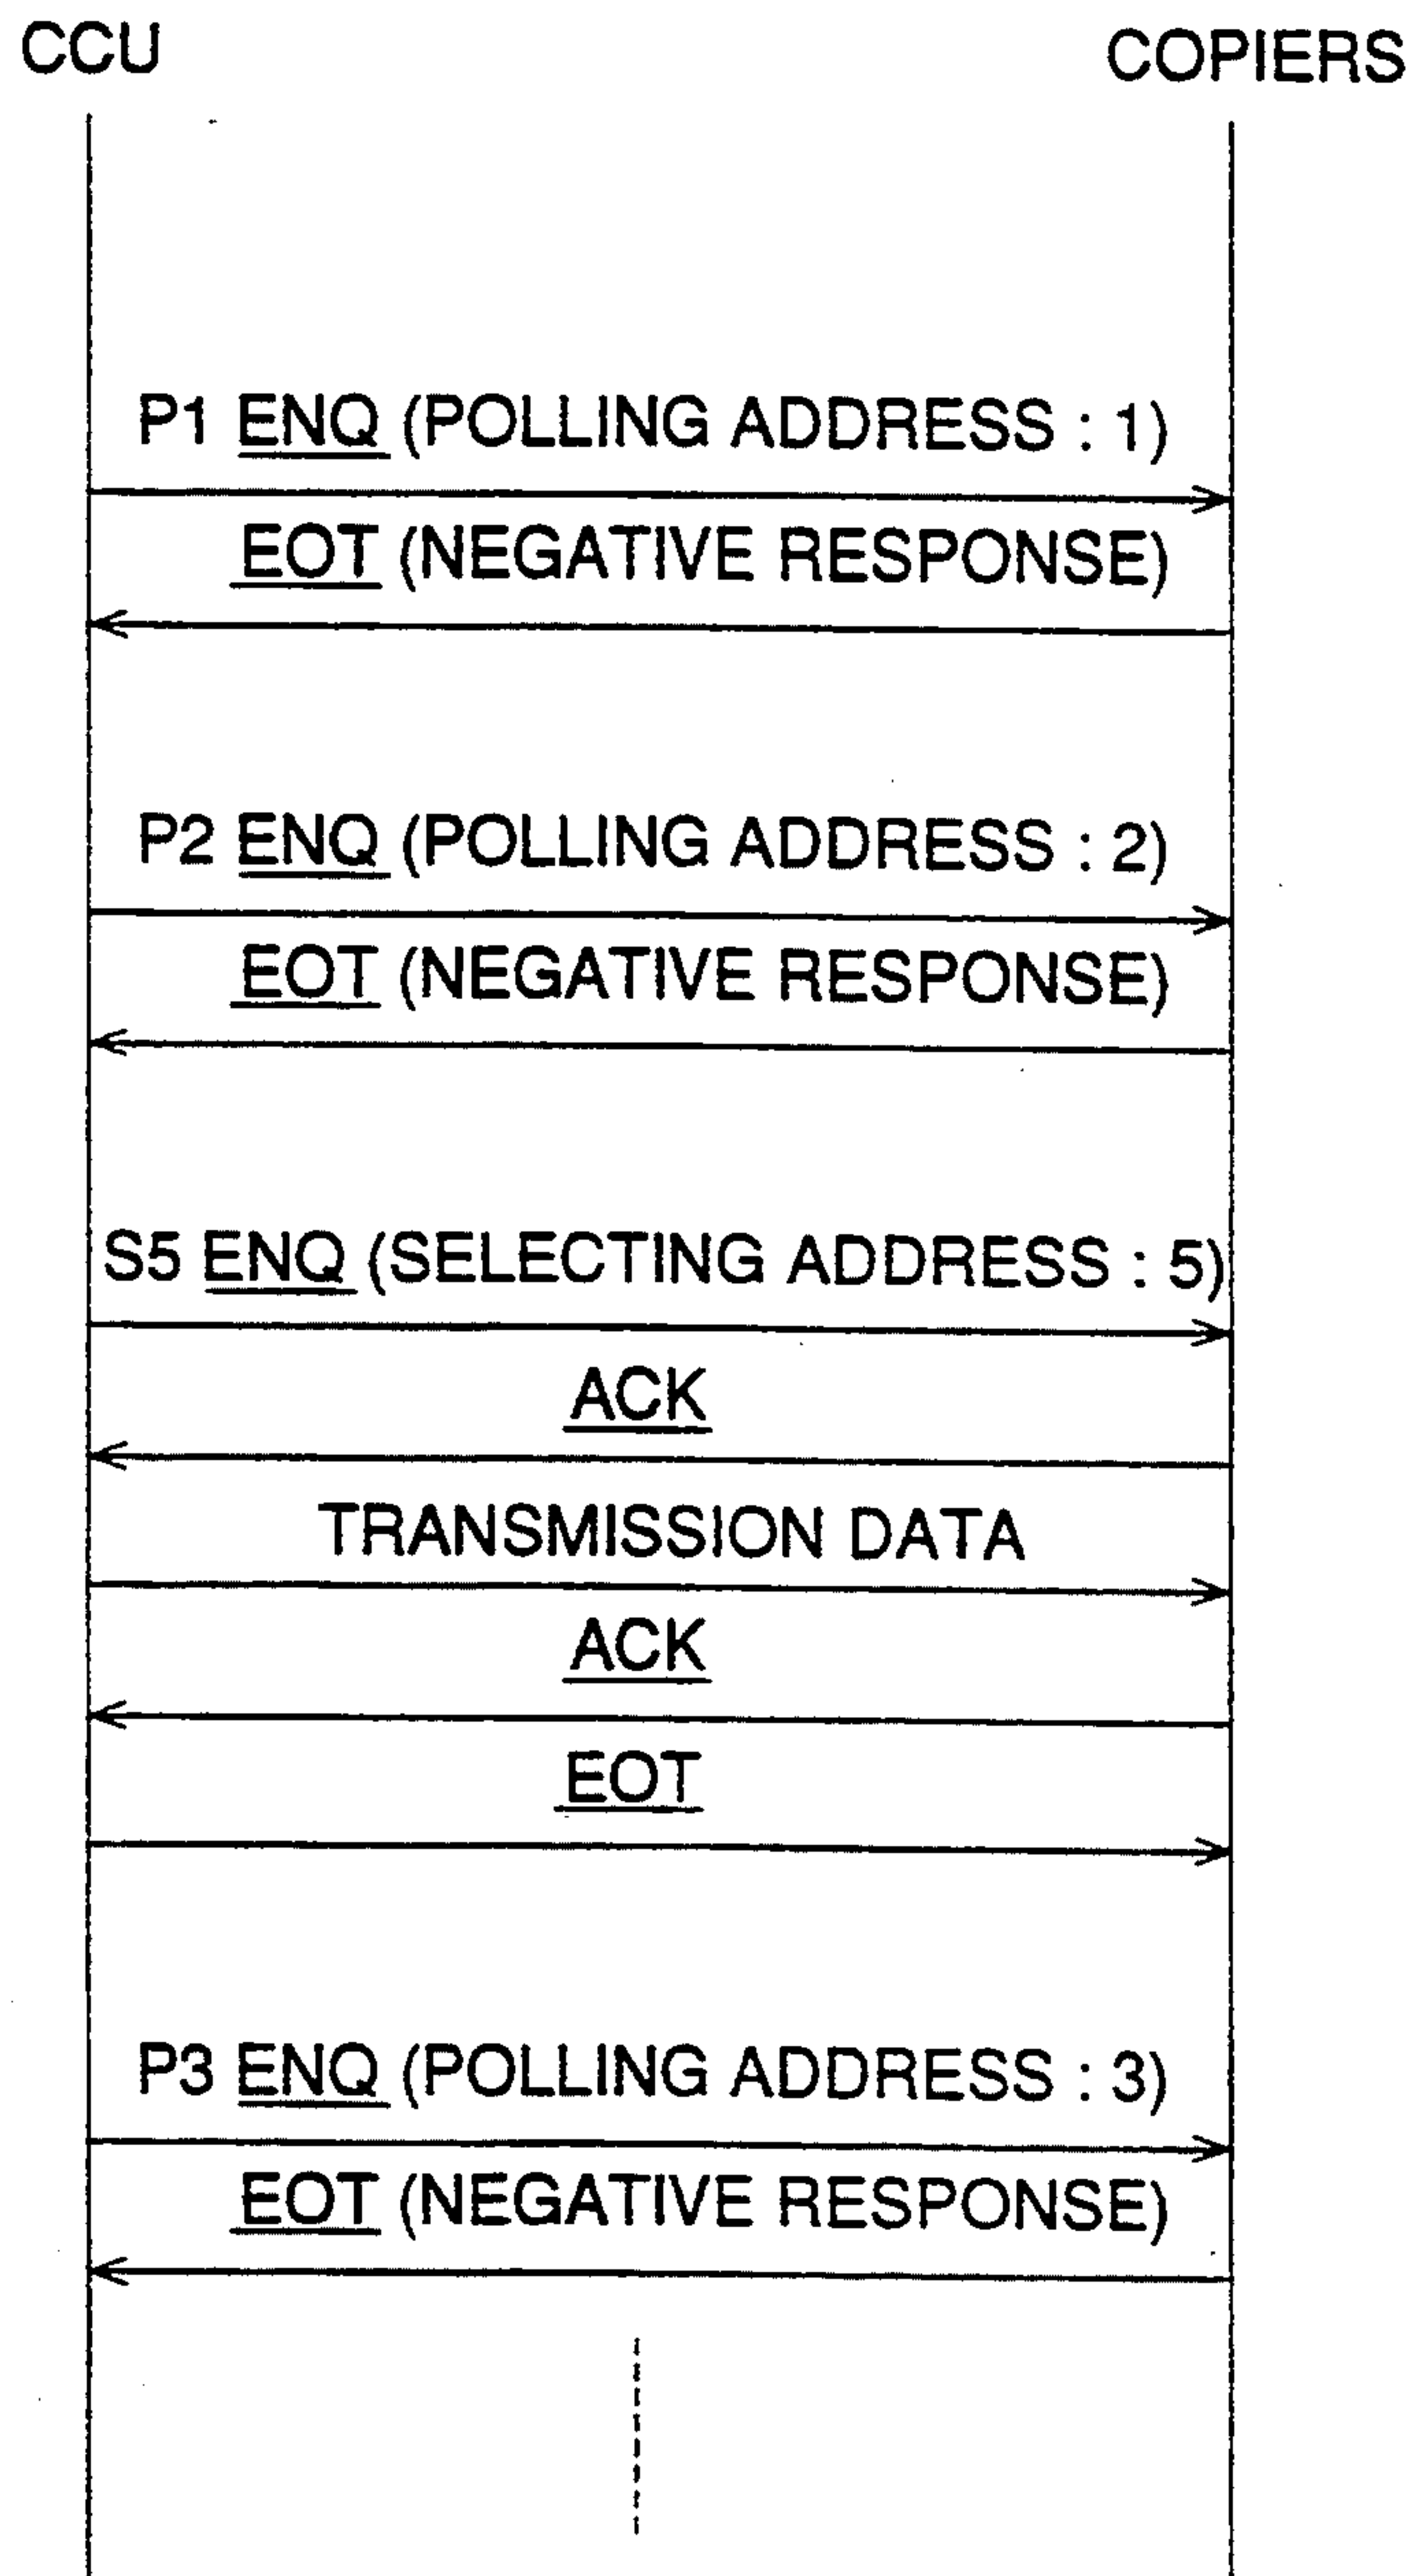 CCU COPIERS
P1 ENQ (POLLING ADDRESS : 1)
EOT (NEGATIVE RESPONSE)
P2 ENQ (POLLING ADDRESS : 2)
EOT (NEGATIVE RESPONSE)
S5 ENQ (SELECTING ADDRESS : 5)
ACK
TRANSMISSION DATA
ACK
EOT
P3 ENQ (POLLING ADDRESS : 3)
EOT (NEGATIVE RESPONSE)